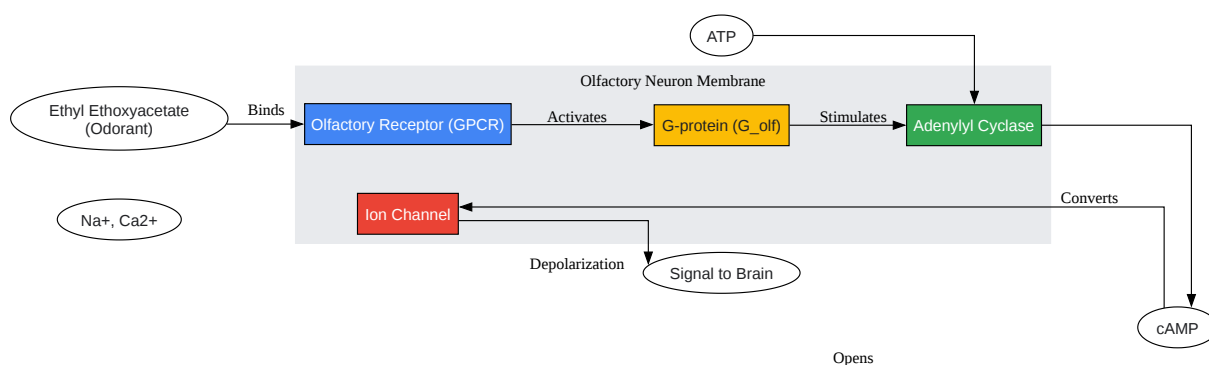 ATP
Olfactory Neuron Membrane
Ethyl Ethoxyacetate
(Odorant)
Binds
Olfactory Receptor (GPCR)
Activates
G-protein (G_olf)
Stimulates
Adenylyl Cyclase
Converts
Ion Channel
Na+, Ca2+
Depolarization
Signal to Brain
cAMP
Opens